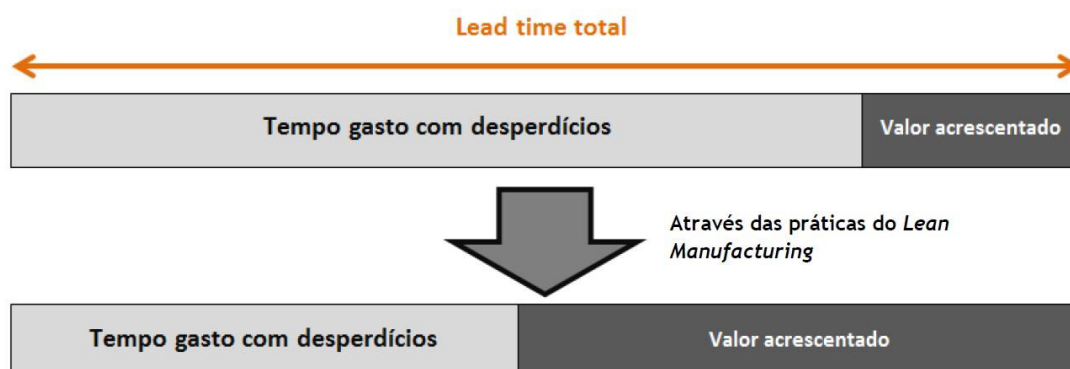 Lead time total
Tempo gasto com desperdícios
Valor acrescentado
Através das práticas do Lean
Manufacturing
Tempo gasto com desperdícios
Valor acrescentado